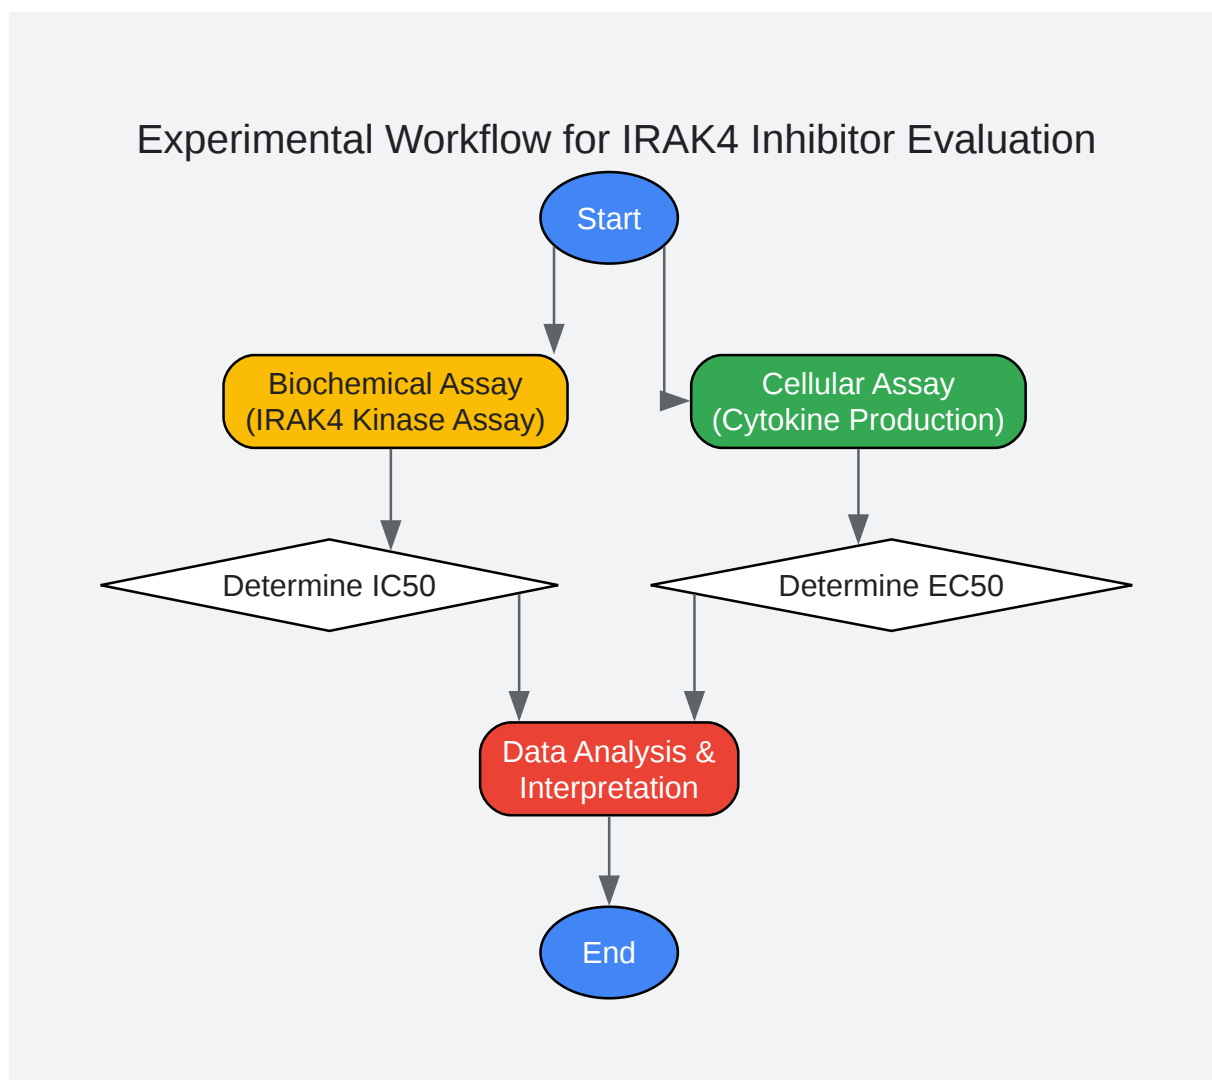 Experimental Workflow for IRAK4 Inhibitor Evaluation
Start
Biochemical Assay
(IRAK4 Kinase Assay)
Cellular Assay
(Cytokine Production)
Determine IC50
Determine EC50
Data Analysis &
Interpretation
End